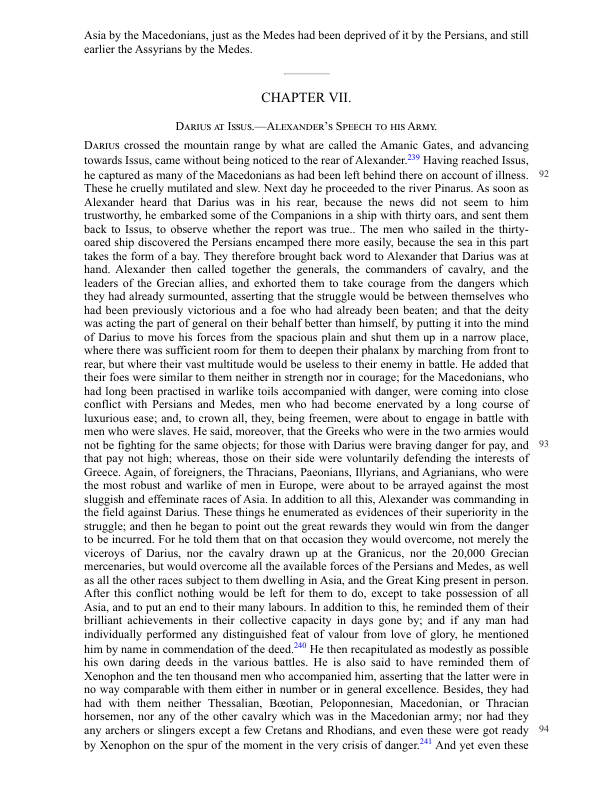 Asia by the Macedonians, just as the Medes had been deprived of it by the Persians, and still
earlier the Assyrians by the Medes.
CHAPTER VII.
Darius at Issus.—Alexander's Speech to his Army.
Darius crossed the mountain range by what are called the Amanic Gates, and advancing
towards Issus, came without being noticed to the rear of Alexander.239 Having reached Issus,
he captured as many of the Macedonians as had been left behind there on account of illness. 92
These he cruelly mutilated and slew. Next day he proceeded to the river Pinarus. As soon as
Alexander heard that Darius was in his rear, because the news did not seem to him
trustworthy, he embarked some of the Companions in a ship with thirty oars, and sent them
back to Issus, to observe whether the report was true.. The men who sailed in the thirty-
oared ship discovered the Persians encamped there more easily, because the sea in this part
takes the form of a bay. They therefore brought back word to Alexander that Darius was at
hand. Alexander then called together the generals, the commanders of cavalry, and the
leaders of the Grecian allies, and exhorted them to take courage from the dangers which
they had already surmounted, asserting that the struggle would be between themselves who
had been previously victorious and a foe who had already been beaten; and that the deity
was acting the part of general on their behalf better than himself, by putting it into the mind
of Darius to move his forces from the spacious plain and shut them up in a narrow place,
where there was sufficient room for them to deepen their phalanx by marching from front to
rear, but where their vast multitude would be useless to their enemy in battle. He added that
their foes were similar to them neither in strength nor in courage; for the Macedonians, who
had long been practised in warlike toils accompanied with danger, were coming into close
conflict with Persians and Medes, men who had become enervated by a long course of
luxurious ease; and, to crown all, they, being freemen, were about to engage in battle with
men who were slaves. He said, moreover, that the Greeks who were in the two armies would
not be fighting for the same objects; for those with Darius were braving danger for pay, and 93
that pay not high; whereas, those on their side were voluntarily defending the interests of
Greece. Again, of foreigners, the Thracians, Paeonians, Illyrians, and Agrianians, who were
the most robust and warlike of men in Europe, were about to be arrayed against the most
sluggish and effeminate races of Asia. In addition to all this, Alexander was commanding in
the field against Darius. These things he enumerated as evidences of their superiority in the
struggle; and then he began to point out the great rewards they would win from the danger
to be incurred. For he told them that on that occasion they would overcome, not merely the
viceroys of Darius, nor the cavalry drawn up at the Granicus, nor the 20,000 Grecian
mercenaries, but would overcome all the available forces of the Persians and Medes, as well
as all the other races subject to them dwelling in Asia, and the Great King present in person.
After this conflict nothing would be left for them to do, except to take possession of all
Asia, and to put an end to their many labours. In addition to this, he reminded them of their
brilliant achievements in their collective capacity in days gone by; and if any man had
individually performed any distinguished feat of valour from love of glory, he mentioned
him by name in commendation of the deed.240 He then recapitulated as modestly as possible
his own daring deeds in the various battles. He is also said to have reminded them of
Xenophon and the ten thousand men who accompanied him, asserting that the latter were in
no way comparable with them either in number or in general excellence. Besides, they had
had with them neither Thessalian, Bœotian, Peloponnesian, Macedonian, or Thracian
horsemen, nor any of the other cavalry which was in the Macedonian army; nor had they
any archers or slingers except a few Cretans and Rhodians, and even these were got ready 94
by Xenophon on the spur of the moment in the very crisis of danger.241 And yet even these